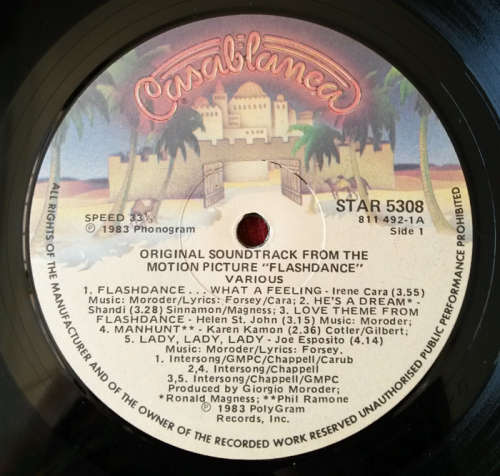 Casablanca
STAR 5308
811 492-1A
Side 1
SPEED 33⅓
℗ 1983 Phonogram
ORIGINAL SOUNDTRACK FROM THE
MOTION PICTURE "FLASHDANCE"
VARIOUS
1. FLASHDANCE... WHAT A FEELING - Irene Cara (3.55)
Music: Moroder/Lyrics: Forsey/Cara; 2. HE'S A DREAM* -
Shandi (3.28) Sinnamon/Magness; 3. LOVE THEME FROM
FLASHDANCE - Helen St. John (3.15) Music: Moroder;
4. MANHUNT** - Karen Kamon (2.36) Cotler/Gilbert;
5. LADY, LADY, LADY - Joe Esposito (4.14)
Music: Moroder/Lyrics: Forsey.
1. Intersong/GMPC/Chappell/Carub
2,4. Intersong/Chappell
3,5. Intersong/Chappell/GMPC
Produced by Giorgio Moroder;
*Ronald Magness; **Phil Ramone
℗ 1983 PolyGram
Records, Inc.
ALL RIGHTS OF THE MANUFACTURER AND OF THE OWNER OF THE RECORDED WORK RESERVED UNAUTHORISED PUBLIC PERFORMANCE PROHIBITED